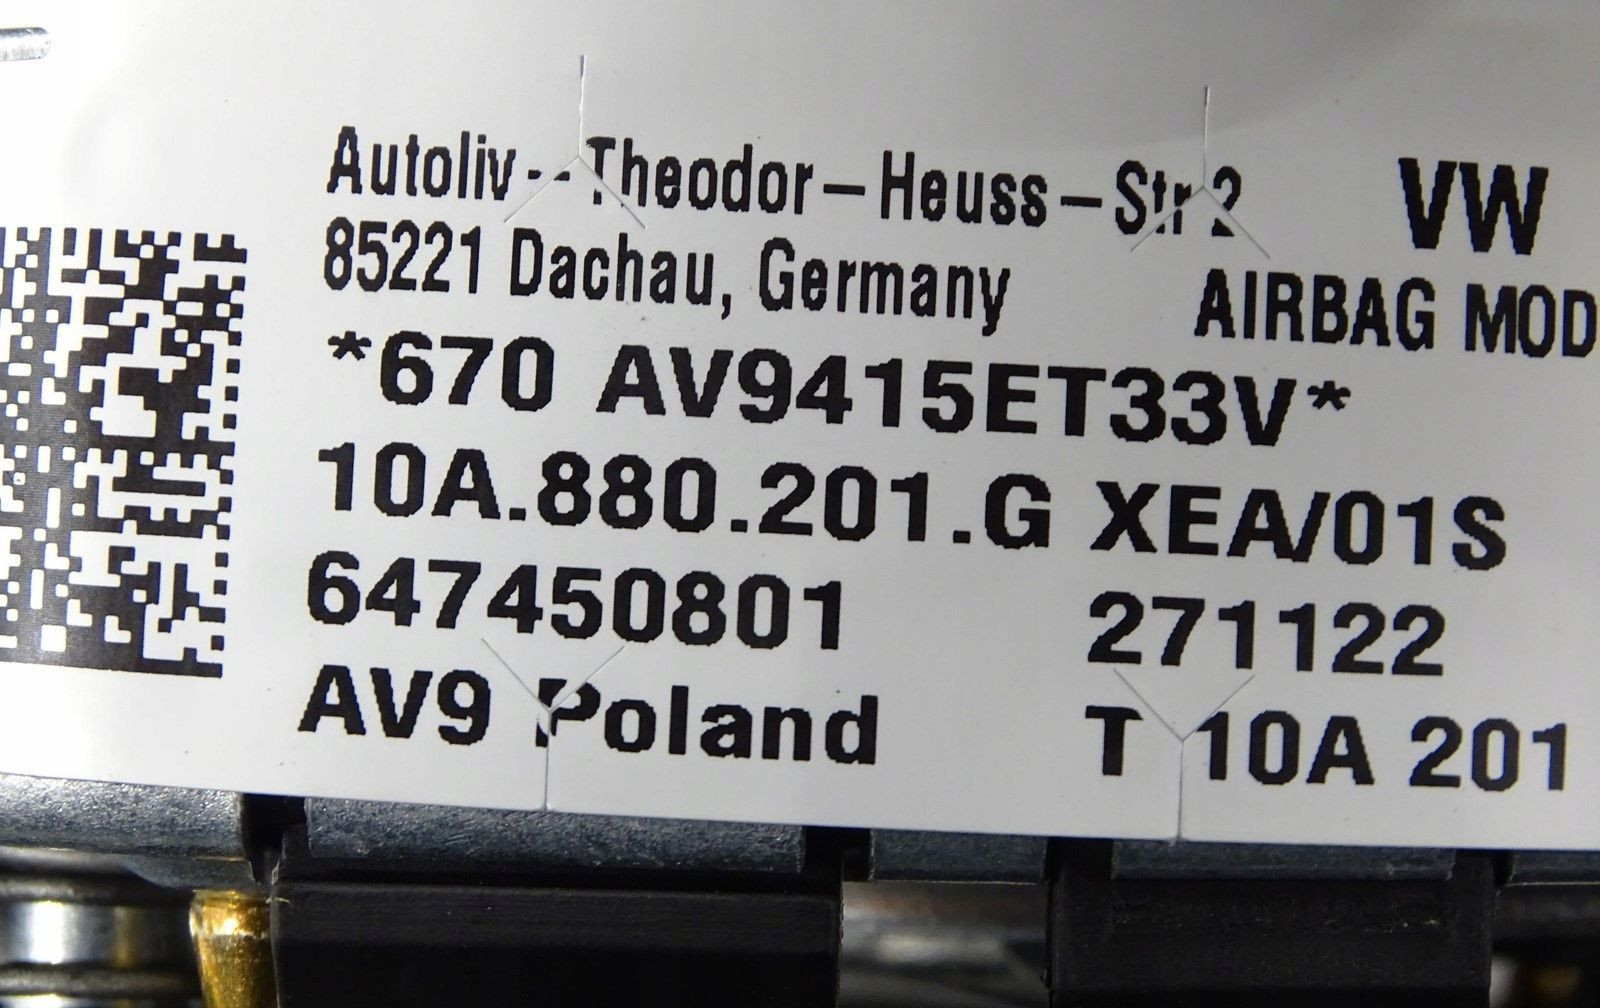 Autoliv--Theodor-Heuss-Str 2
VW
85221 Dachau, Germany
AIRBAG MOD
*670 AV9415ET33V*
10A.880.201.G XEA/01S
647450801 271122
AV9 Poland T 10A 201